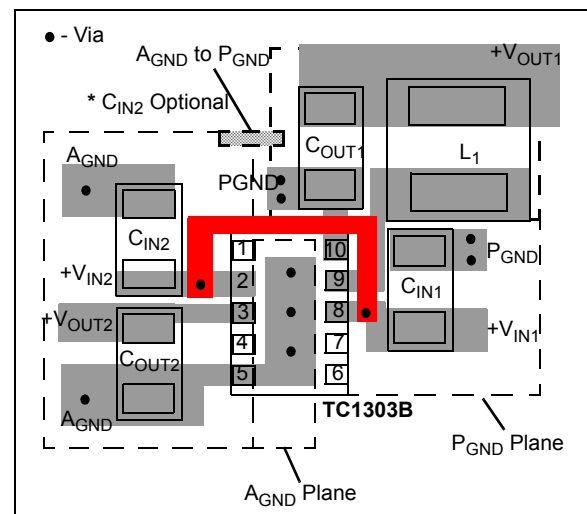 ● - Via
AGND to PGND
+VOUT1
* CIN2 Optional
AGND
COUT1
L1
PGND
CIN2
1
10
PGND
+VIN2
2
9
CIN1
+VOUT2
3
8
+VIN1
COUT2
4
7
5
6
AGND
TC1303B
PGND Plane
AGND Plane